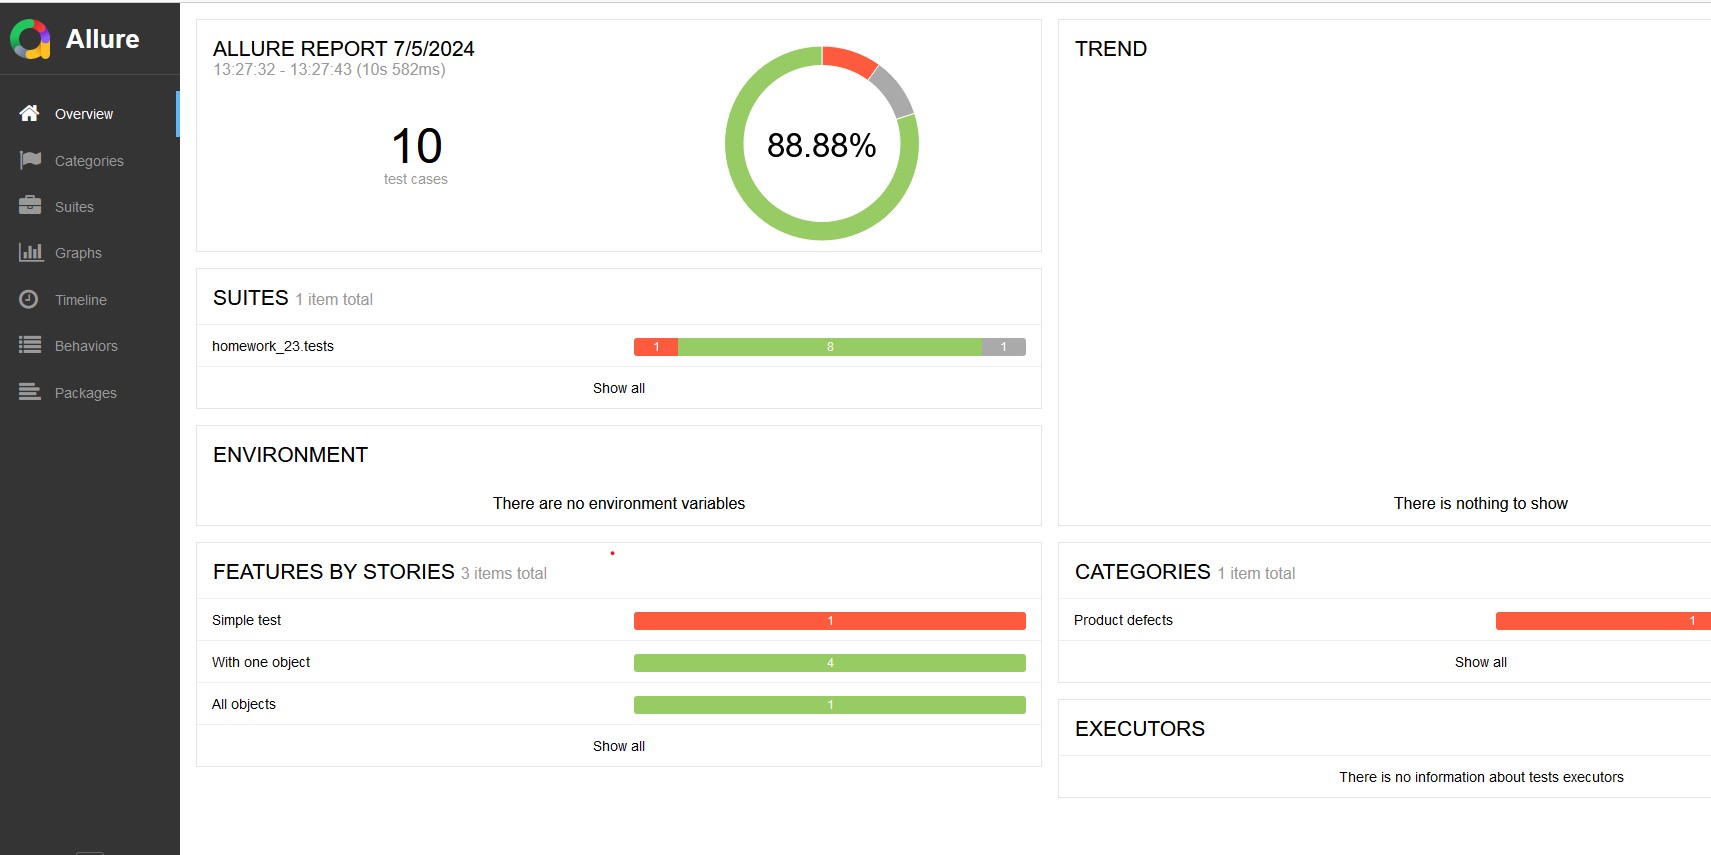 Allure
Overview
Categories
Suites
Graphs
Timeline
Behaviors
Packages
ALLURE REPORT 7/5/2024
13:27:32 - 13:27:43 (10s 582ms)
10
test cases
88.88%
SUITES 1 item total
homework_23.tests 1 8 1
Show all
ENVIRONMENT
There are no environment variables
FEATURES BY STORIES 3 items total
Simple test 1
With one object 4
All objects 1
Show all
TREND
There is nothing to show
CATEGORIES 1 item total
Product defects 1
Show all
EXECUTORS
There is no information about tests executors